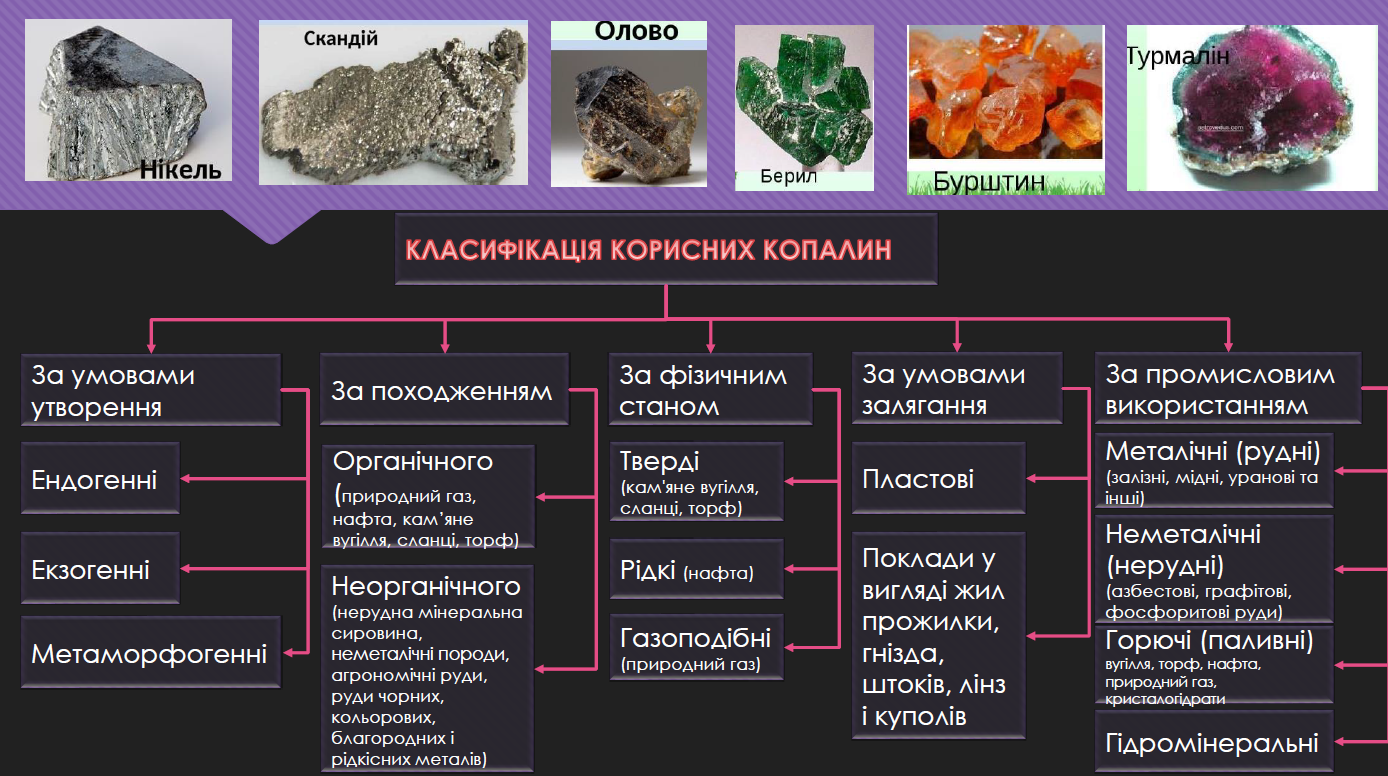 Нікель
Скандій
Олово
Берил
Бурштин
Турмалін
КЛАСИФІКАЦІЯ КОРИСНИХ КОПАЛИН
За умовами
утворення
Ендогенні
Екзогенні
Метаморфогенні
За походженням
Органічного
(природний газ,
нафта, кам’яне
вугілля, сланці, торф)
Неорганічного
(нерудна мінеральна
сировина,
неметалічні породи,
агрономічні руди,
руди чорних,
кольорових,
благородних і
рідкісних металів)
За фізичним
станом
Тверді
(кам'яне вугілля,
сланці, торф)
Рідкі (нафта)
Газоподібні
(природний газ)
За умовами
залягання
Пластові
Поклади у
вигляді жил
прожилки,
гнізда,
штоків, лінз
і куполів
За промисловим
використанням
Металічні (рудні)
(залізні, мідні, уранові та
інші)
Неметалічні
(нерудні)
(азбестові, графітові,
фосфоритові руди)
Горючі (паливні)
вугілля, торф, нафта,
природний газ,
кристалогідрати
Гідромінеральні